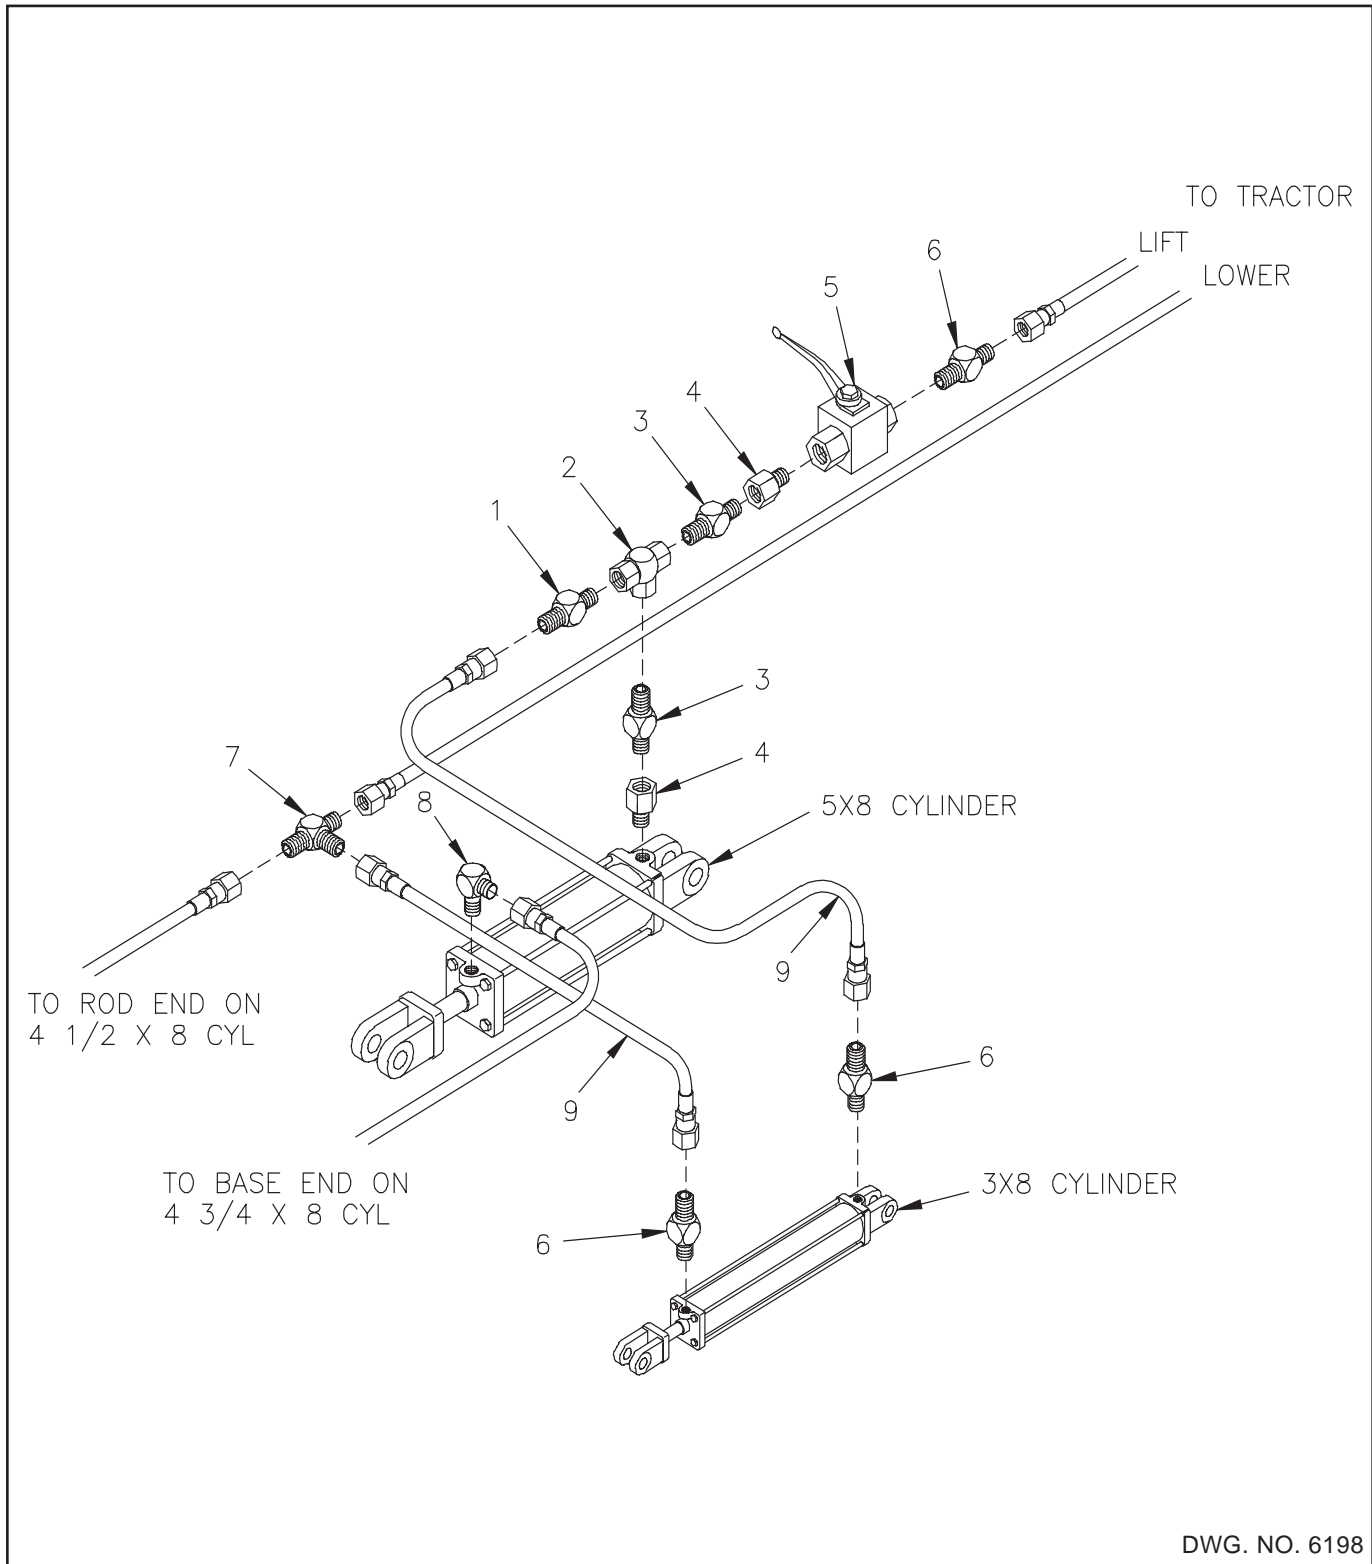 TO TRACTOR
LIFT
LOWER
6
5
4
3
2
1
3
4
7
8
5X8 CYLINDER
9
TO ROD END ON
4 1/2 X 8 CYL
6
9
TO BASE END ON
4 3/4 X 8 CYL
3X8 CYLINDER
6
DWG. NO. 6198